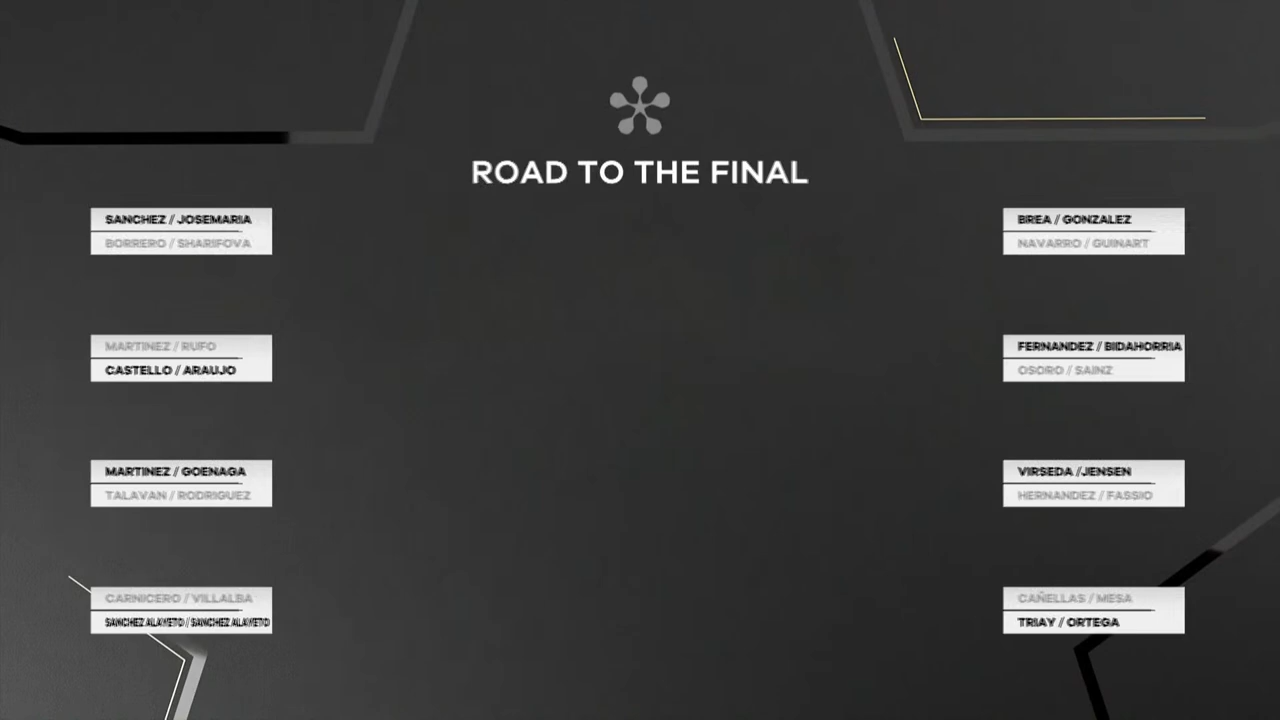 ROAD TO THE FINAL
SANCHEZ / JOSEMARIA
BORRERO / SHARIFOVA
MARTINEZ / RUFO
CASTELLO / ARAUJO
MARTINEZ / GOENAGA
TALAVAN / RODRIGUEZ
CARNICERO / VILLALBA
SANCHEZ ALAYETO / SANCHEZ ALAYETO
BREA / GONZALEZ
NAVARRO / GUINART
FERNANDEZ / BIDAHORRIA
OSORO / SAINZ
VIRSEDA /JENSEN
HERNANDEZ / FASSIO
CAÑELLAS / MESA
TRIAY / ORTEGA